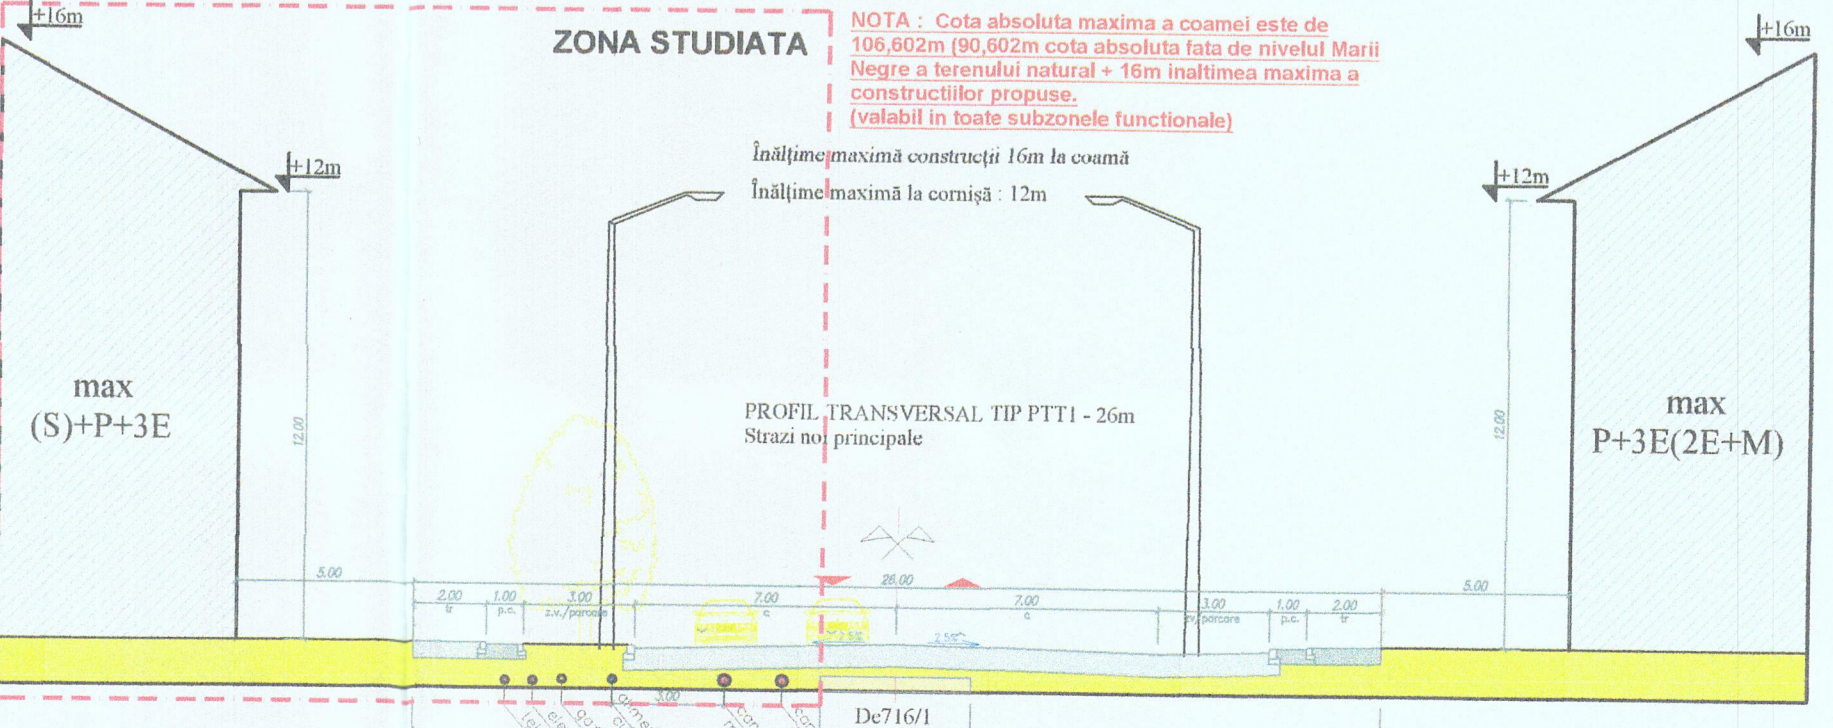 +16m
ZONA STUDIATA
NOTA : Cota absoluta maxima a coamei este de
106,602m (90,602m cota absoluta fata de nivelul Marii
Negre a terenului natural + 16m inaltimea maxima a
constructiilor propuse.
(valabil in toate subzonele functionale)
+16m
Înălțime maximă construcții 16m la coamă
+12m
Înălțime maximă la cornișă : 12m
+12m
max
(S)+P+3E
12.00
PROFIL TRANSVERSAL TIP PTT1 - 26m
Strazi noi principale
12.00
max
P+3E(2E+M)
5.00
26.00
5.00
2.00 1.00 3.00 7.00 7.00 3.00 1.00 2.00
tr p.c. z.v./parcare c c zv/parcare p.c. tr
2.5% 2.5%
3.00
De716/1